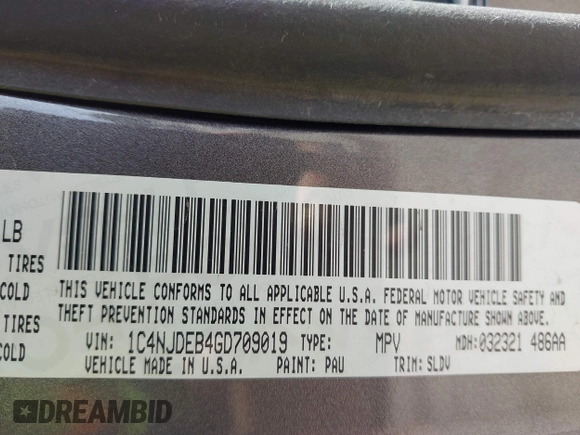 LB
TIRES
COLD
TIRES
COLD
THIS VEHICLE CONFORMS TO ALL APPLICABLE U.S.A. FEDERAL MOTOR VEHICLE SAFETY AND
THEFT PREVENTION STANDARDS IN EFFECT ON THE DATE OF MANUFACTURE SHOWN ABOVE.
VIN: 1C4NJDEB4GD709019 TYPE: MPV MDH: 032321 486AA
VEHICLE MADE IN U.S.A. PAINT: PAU TRIM: SLDV
DREAMBID